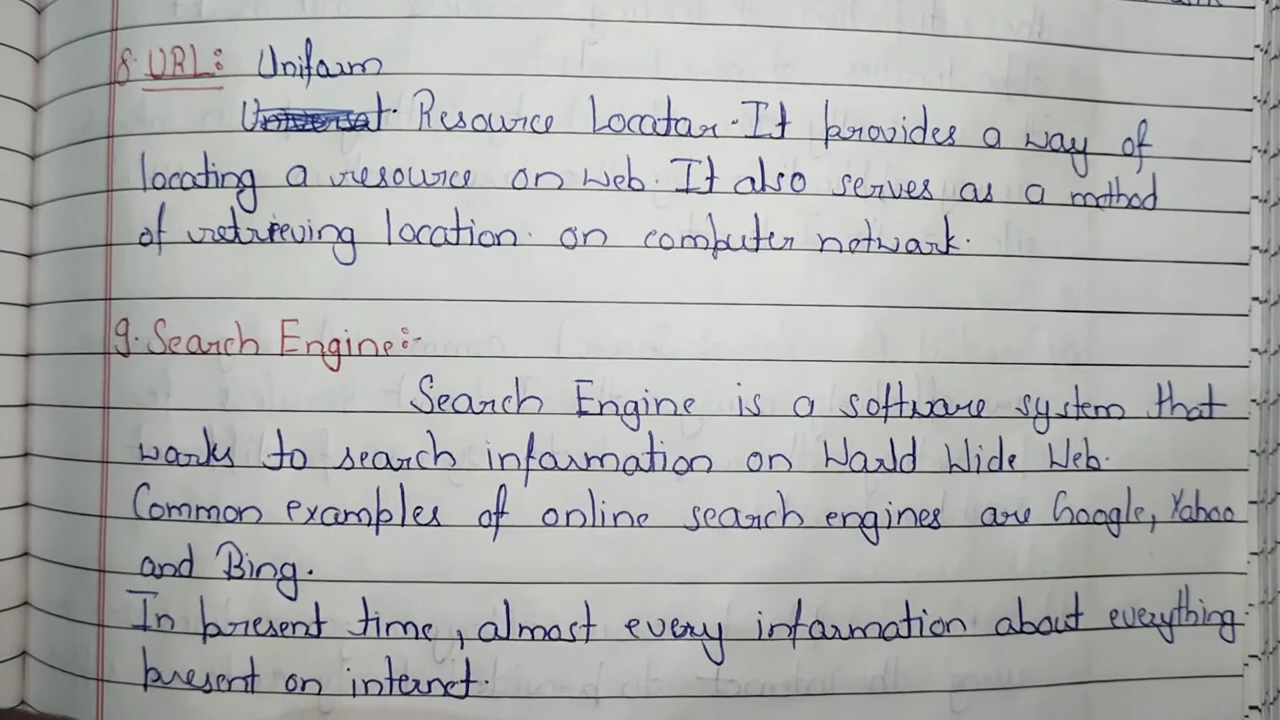 8. URL: Uniform
Universal Resource Locator. It provides a way of
locating a resource on web. It also serves as a method
of retrieving location on computer network.
9. Search Engine:-
Search Engine is a software system that
works to search information on World Wide Web.
Common examples of online search engines are Google, Yahoo
and Bing.
In present time, almost every information about everything
present on internet.